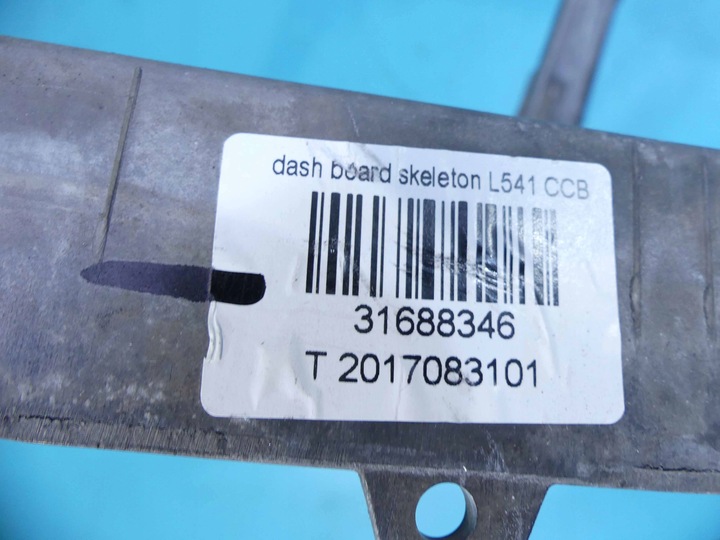 dash board skeleton L541 CCB
31688346
T 2017083101